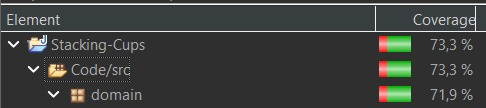 Element Coverage
Stacking-Cups 73,3 %
Code/src 73,3 %
domain 71,9 %